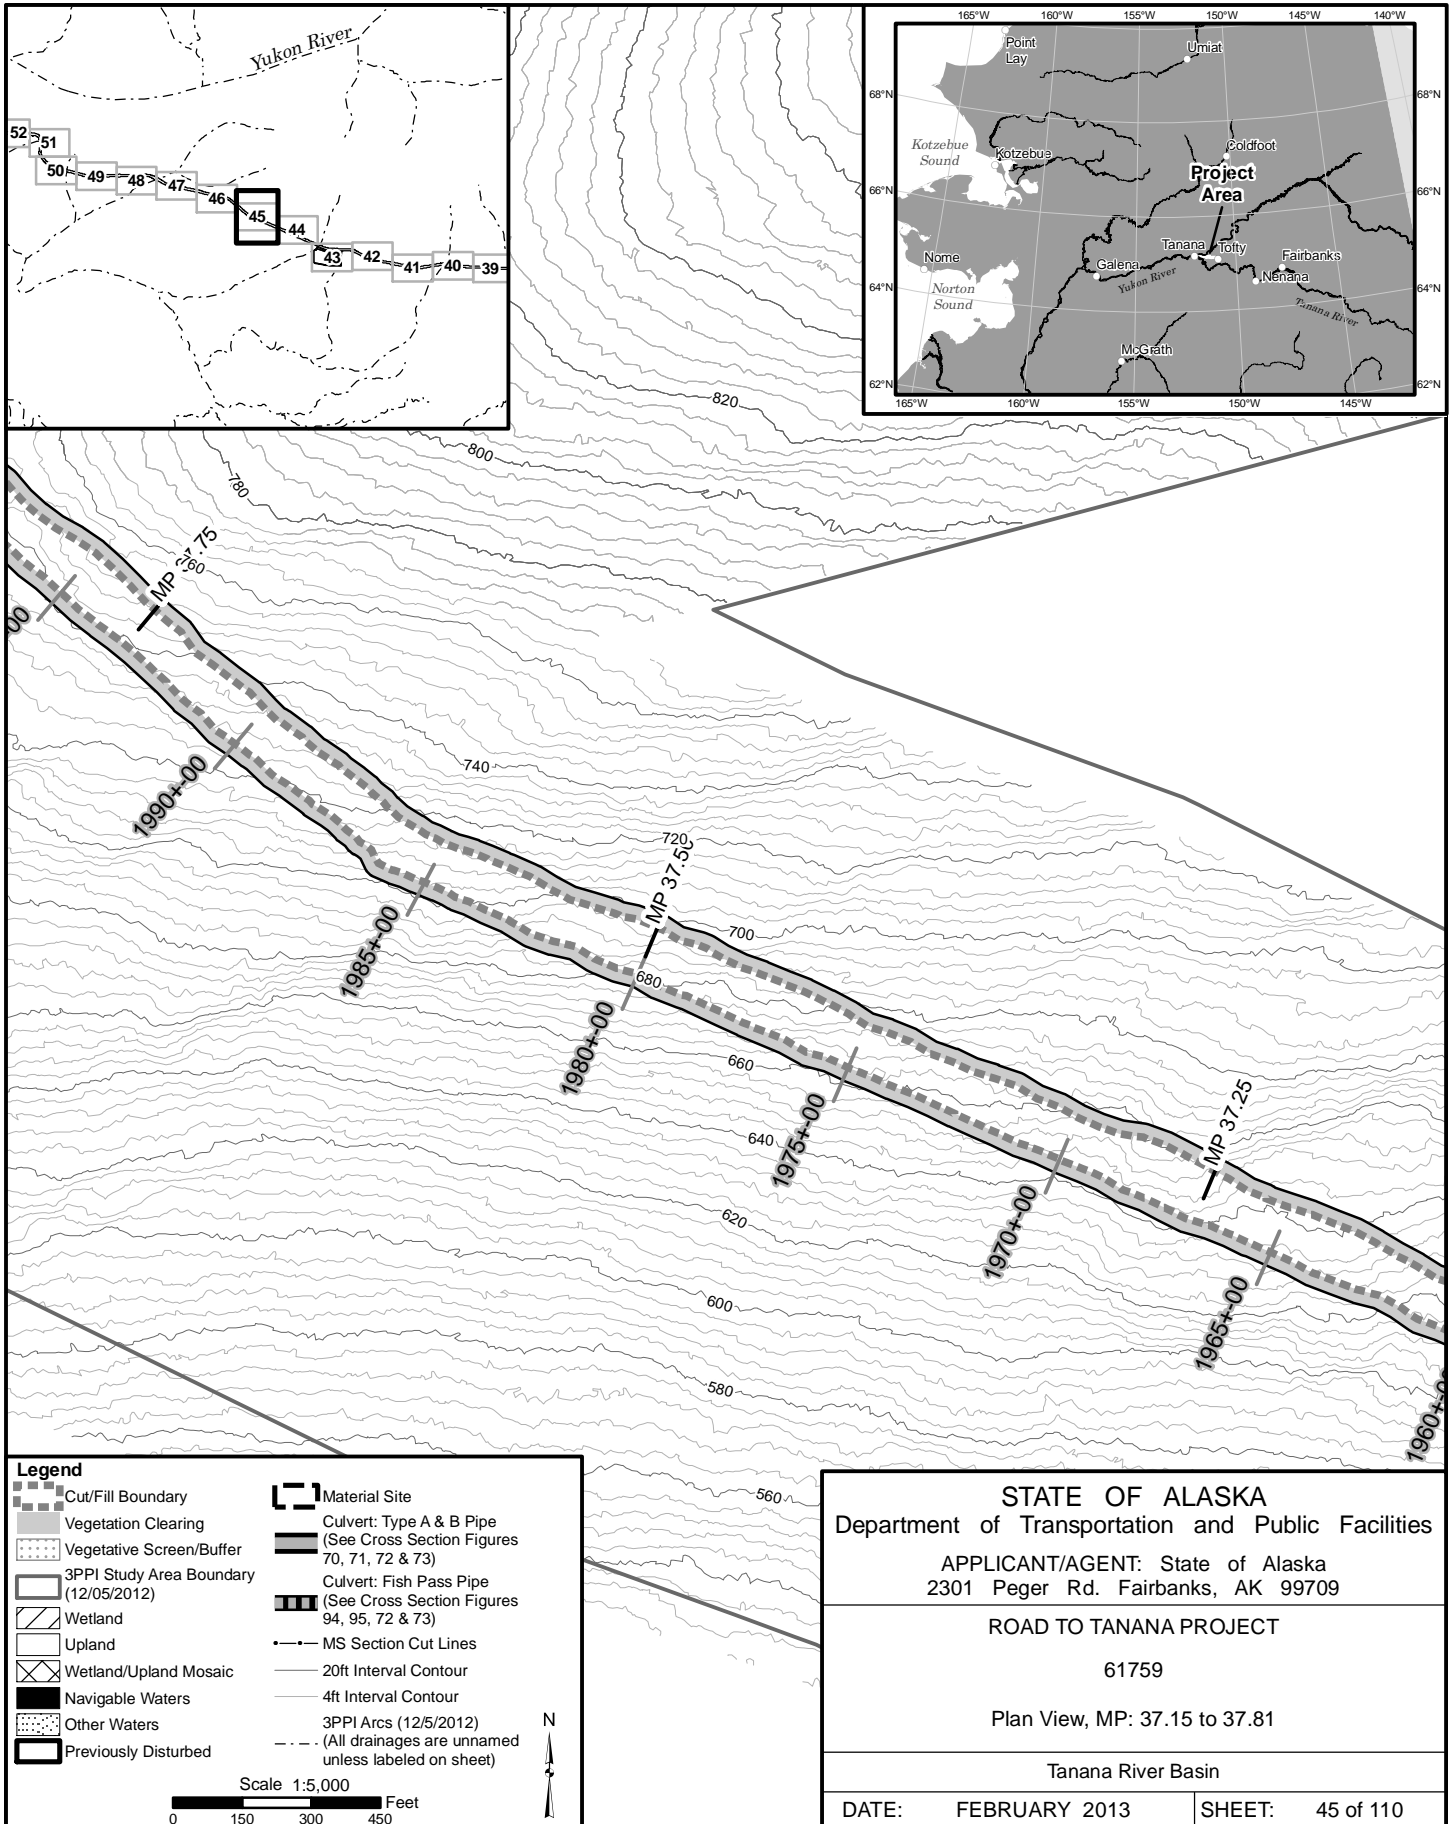 Yukon River
52
51
50
49
48
47
46
45
44
43
42
41
40
39
165°W
160°W
155°W
150°W
145°W
140°W
Point
Lay
Umiat
68°N
68°N
Kotzebue
Sound
Kotzebue
Coldfoot
Project
Area
66°N
66°N
Tanana
Tofty
Fairbanks
Nome
Galena
Nenana
Yukon River
64°N
64°N
Norton
Sound
Tanana River
McGrath
62°N
62°N
165°W
160°W
155°W
150°W
145°W
820
800
780
760
740
720
700
680
660
640
620
600
580
560
MP 37.50
MP 37.25
1990+-00
1985+-00
1980+-00
1975+-00
1970+-00
1965+-00
Legend
Cut/Fill Boundary
Vegetation Clearing
Vegetative Screen/Buffer
3PPI Study Area Boundary
(12/05/2012)
Wetland
Upland
Wetland/Upland Mosaic
Navigable Waters
Other Waters
Previously Disturbed
Material Site
Culvert: Type A & B Pipe
(See Cross Section Figures
70, 71, 72 & 73)
Culvert: Fish Pass Pipe
(See Cross Section Figures
94, 95, 72 & 73)
MS Section Cut Lines
20ft Interval Contour
4ft Interval Contour
3PPI Arcs (12/5/2012)
(All drainages are unnamed
unless labeled on sheet)
N
Scale 1:5,000
Feet
0 150 300 450
STATE OF ALASKA
Department of Transportation and Public Facilities
APPLICANT/AGENT: State of Alaska
2301 Peger Rd. Fairbanks, AK 99709
ROAD TO TANANA PROJECT
61759
Plan View, MP: 37.15 to 37.81
Tanana River Basin
DATE: FEBRUARY 2013
SHEET: 45 of 110